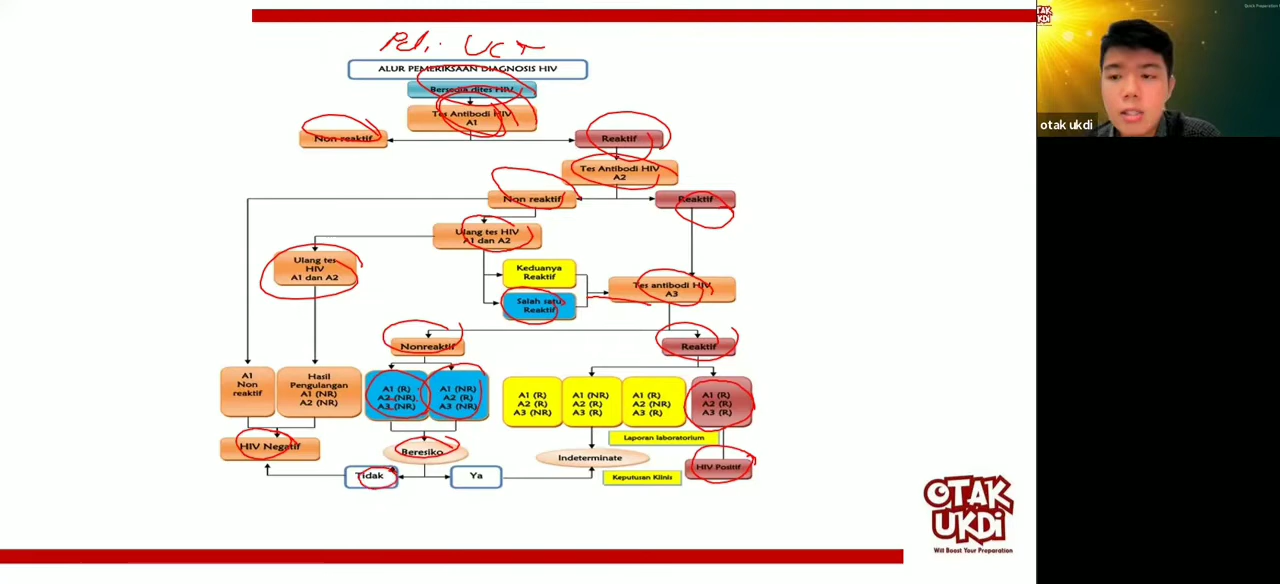 ALUR PEMERIKSAAN DIAGNOSIS HIV
Bersedia dites HIV
Tes Antibodi HIV
A1
Non reaktif
Reaktif
Tes Antibodi HIV
A2
Non reaktif
Reaktif
Ulang tes HIV
A1 dan A2
Ulang tes
HIV
A1 dan A2
Keduanya
Reaktif
Salah satu
Reaktif
Tes antibodi HIV
A3
Nonreaktif
Reaktif
A1
Non
reaktif
Hasil
Pengulangan
A1 (NR)
A2 (NR)
A1 (R)
A2 (NR)
A3 (NR)
A1 (NR)
A2 (R)
A3 (NR)
A1 (R)
A2 (R)
A3 (NR)
A1 (NR)
A2 (R)
A3 (R)
A1 (R)
A2 (NR)
A3 (R)
A1 (R)
A2 (R)
A3 (R)
Laporan laboratorium
HIV Negatif
Beresiko
Indeterminate
HIV Positif
Tidak
Ya
Keputusan Klinis
OTAK
UKDI
Will Boost Your Preparation
OTAK
UKDI
otak ukdi